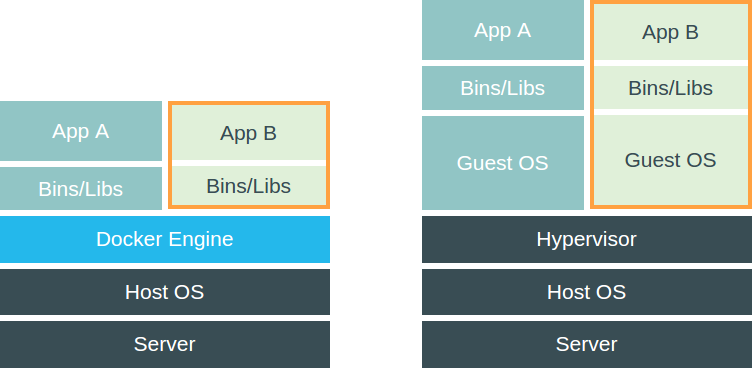 App A
App B
Bins/Libs
Bins/Libs
Docker Engine
Host OS
Server
App A
App B
Bins/Libs
Bins/Libs
Guest OS
Guest OS
Hypervisor
Host OS
Server